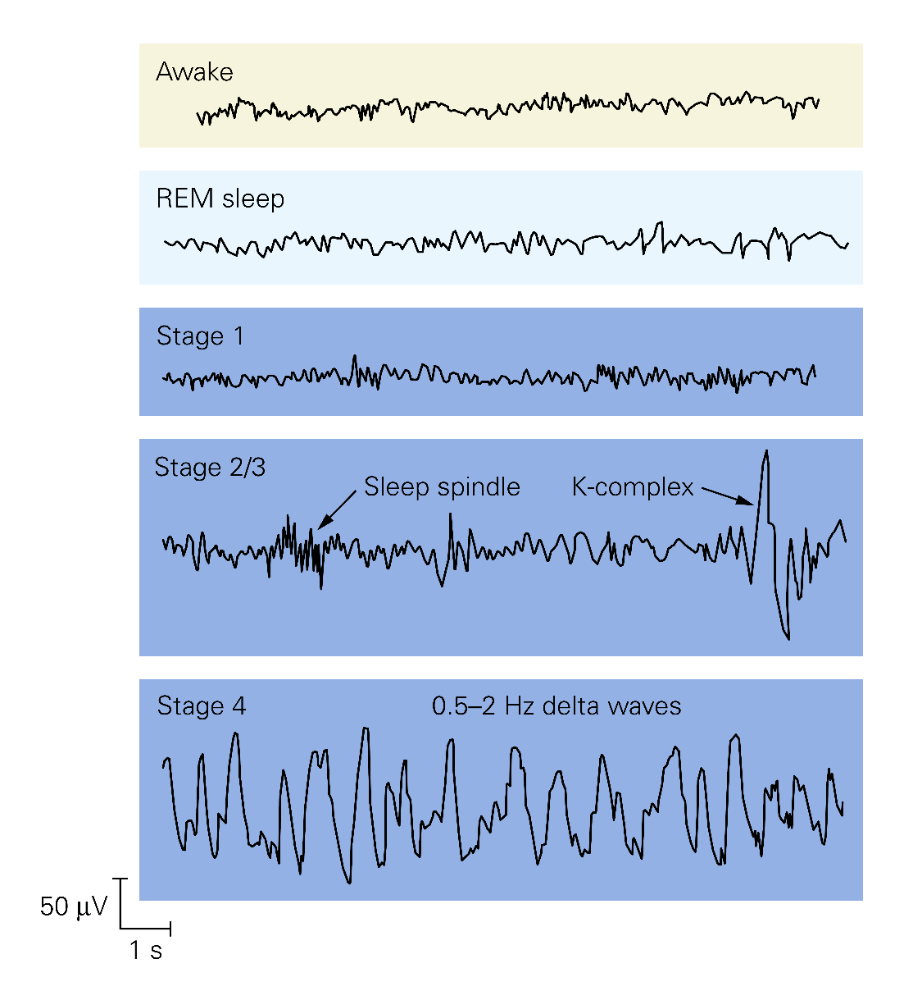 Awake
REM sleep
Stage 1
Stage 2/3
Sleep spindle
K-complex
Stage 4
0.5–2 Hz delta waves
50 μV
1 s